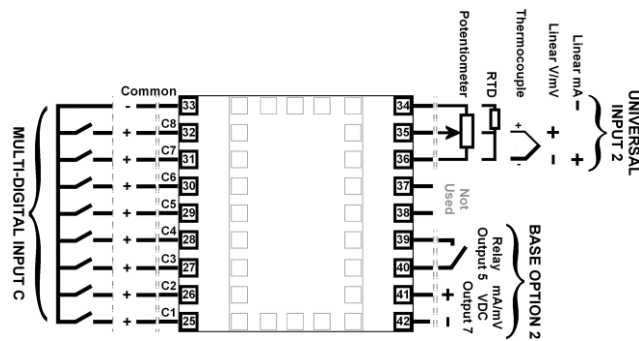 Common
MULTI-DIGITAL INPUT C
- 33
+ C8 32
+ C7 31
+ C6 30
+ C5 29
+ C4 28
+ C3 27
+ C2 26
+ C1 25
34
35
36
37
38
39
40
41
42
Potentiometer
RTD
Thermocouple
+
-
Linear V/mV
+
-
Linear mA
-
+
UNIVERSAL
INPUT 2
Not
Used
Relay
Output 5
mA/mV
VDC
Output 7
+
-
BASE OPTION 2